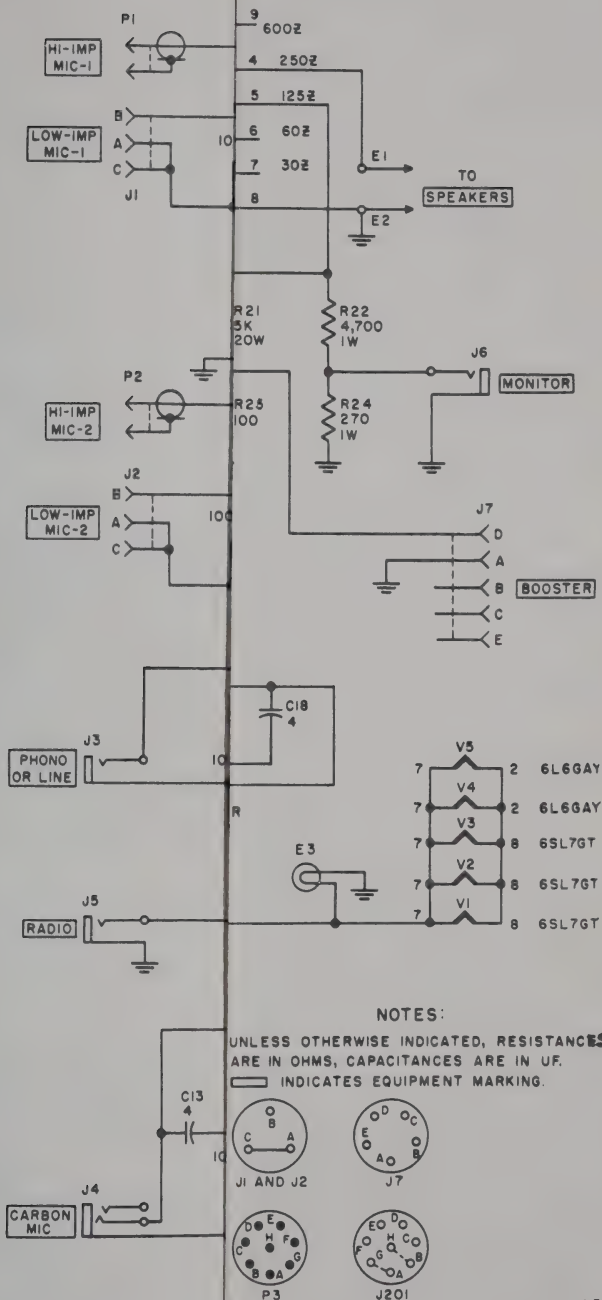 9
600Z
P1
HI-IMP
MIC-1
4 250Z
5 125Z
B
LOW-IMP
MIC-1
A
C
J1
10
6 60Z
7 30Z
8
E1
E2
TO
SPEAKERS
R21
5K
20W
R22
4,700
1W
J6
MONITOR
P2
HI-IMP
MIC-2
R25
100
R24
270
1W
J2
B
LOW-IMP
MIC-2
A
C
100
J7
D
A
B
C
E
BOOSTER
C18
4
J3
PHONO
OR LINE
10
R
V5
7 2 6L6GAY
V4
7 2 6L6GAY
V3
7 8 6SL7GT
V2
7 8 6SL7GT
V1
7 8 6SL7GT
E3
J5
RADIO
NOTES:
UNLESS OTHERWISE INDICATED, RESISTANCES
ARE IN OHMS, CAPACITANCES ARE IN UF.
INDICATES EQUIPMENT MARKING.
C13
4
10
J4
CARBON
MIC
B
C A
J1 AND J2
D C
E B
A
J7
D E
H F
C G
B A
P3
E D
F H C
G A B
J201